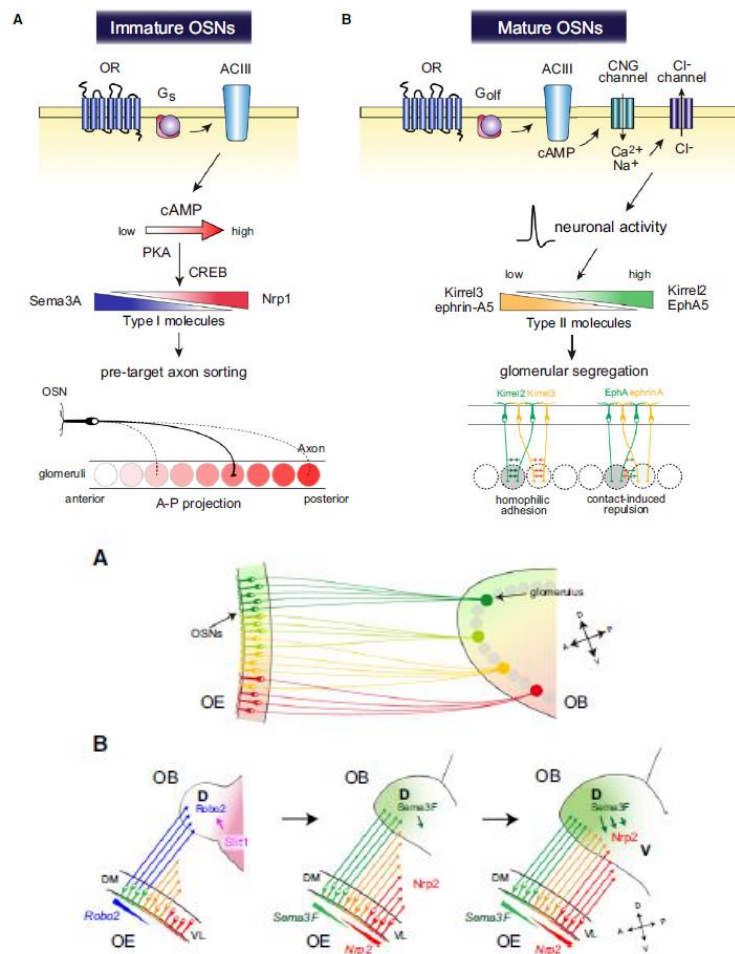 A
Immature OSNs
OR
Gs
ACIII
cAMP
low
high
PKA
CREB
Sema3A
Nrp1
Type I molecules
pre-target axon sorting
OSN
Axon
glomeruli
anterior
A-P projection
posterior
B
Mature OSNs
OR
Golf
ACIII
CNG
channel
Cl-
channel
cAMP
Ca2+
Na+
Cl-
neuronal activity
low
high
Kirrel3
ephrin-A5
Kirrel2
EphA5
Type II molecules
glomerular segregation
Kirrel2 Kirrel3
EphA ephrinA
homophilic
adhesion
contact-induced
repulsion
A
OSNs
glomerulus
OE
OB
D
A
P
V
B
OB
D
Robo2
Slit1
DM
VL
Robo2
OE
OB
D
Sema3F
Nrp2
DM
VL
Sema3F
Nrp2
OE
OB
D
Sema3F
Nrp2
V
DM
VL
Sema3F
Nrp2
OE
D
A
P
V